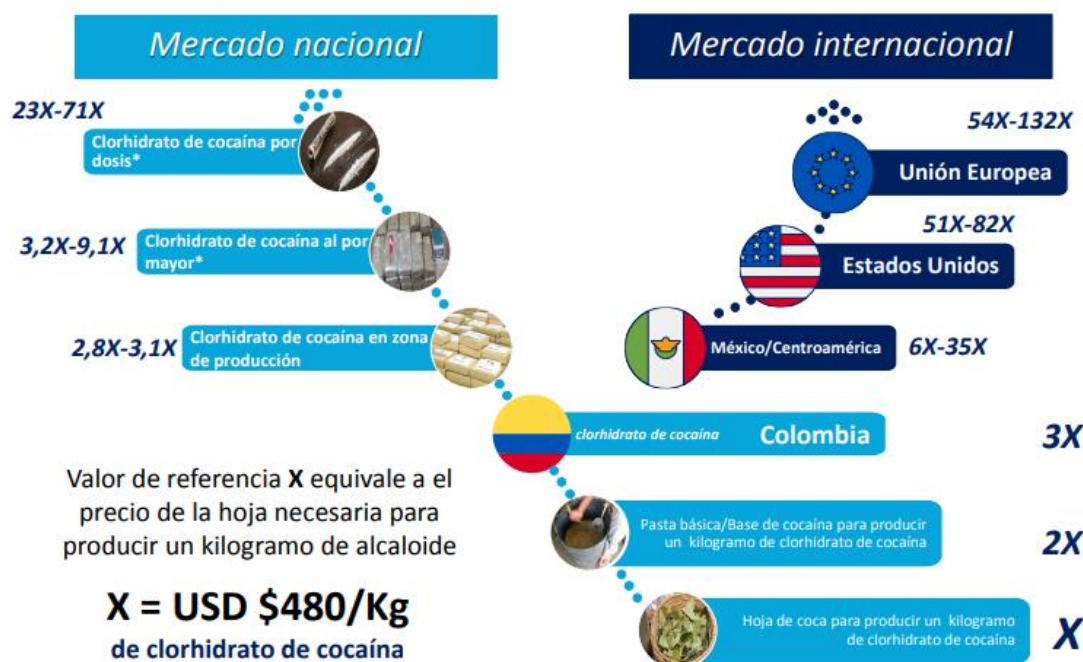 Mercado nacional
Mercado internacional
23X-71X
Clorhidrato de cocaína por
dosis*
54X-132X
Unión Europea
3,2X-9,1X
Clorhidrato de cocaína al por
mayor*
51X-82X
Estados Unidos
2,8X-3,1X
Clorhidrato de cocaína en zona
de producción
México/Centroamérica
6X-35X
clorhidrato de cocaína
Colombia
3X
Valor de referencia X equivale a el
precio de la hoja necesaria para
producir un kilogramo de alcaloide
Pasta básica/Base de cocaína para producir
un kilogramo de clorhidrato de cocaína
2X
X = USD $480/Kg
de clorhidrato de cocaína
Hoja de coca para producir un kilogramo
de clorhidrato de cocaína
X